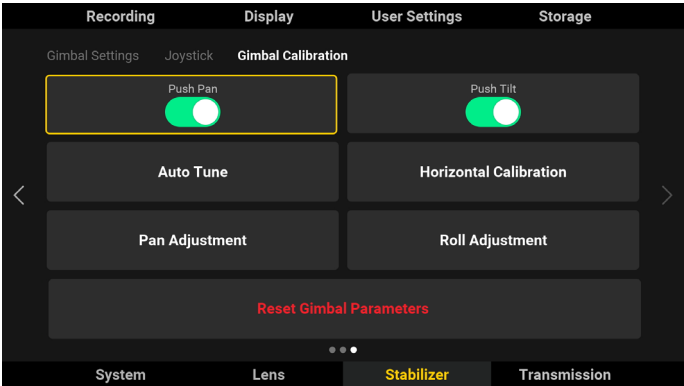 Recording Display User Settings Storage
Gimbal Settings Joystick Gimbal Calibration
Push Pan Push Tilt
Auto Tune Horizontal Calibration
Pan Adjustment Roll Adjustment
Reset Gimbal Parameters
System Lens Stabilizer Transmission